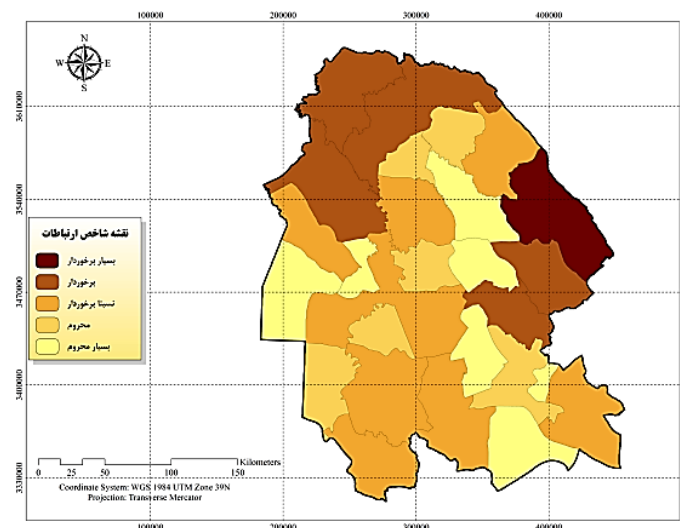 100000 200000 300000 400000
N
W E
S
3610000
3540000
3470000
3400000
3330000
نقشه شاخص ارتباطات
بسیار برخوردار
برخوردار
نسبتا برخوردار
محروم
بسیار محروم
Kilometers
0 25 50 100 150
Coordinate System: WGS 1984 UTM Zone 39N
Projection: Transverse Mercator
100000 200000 300000 400000